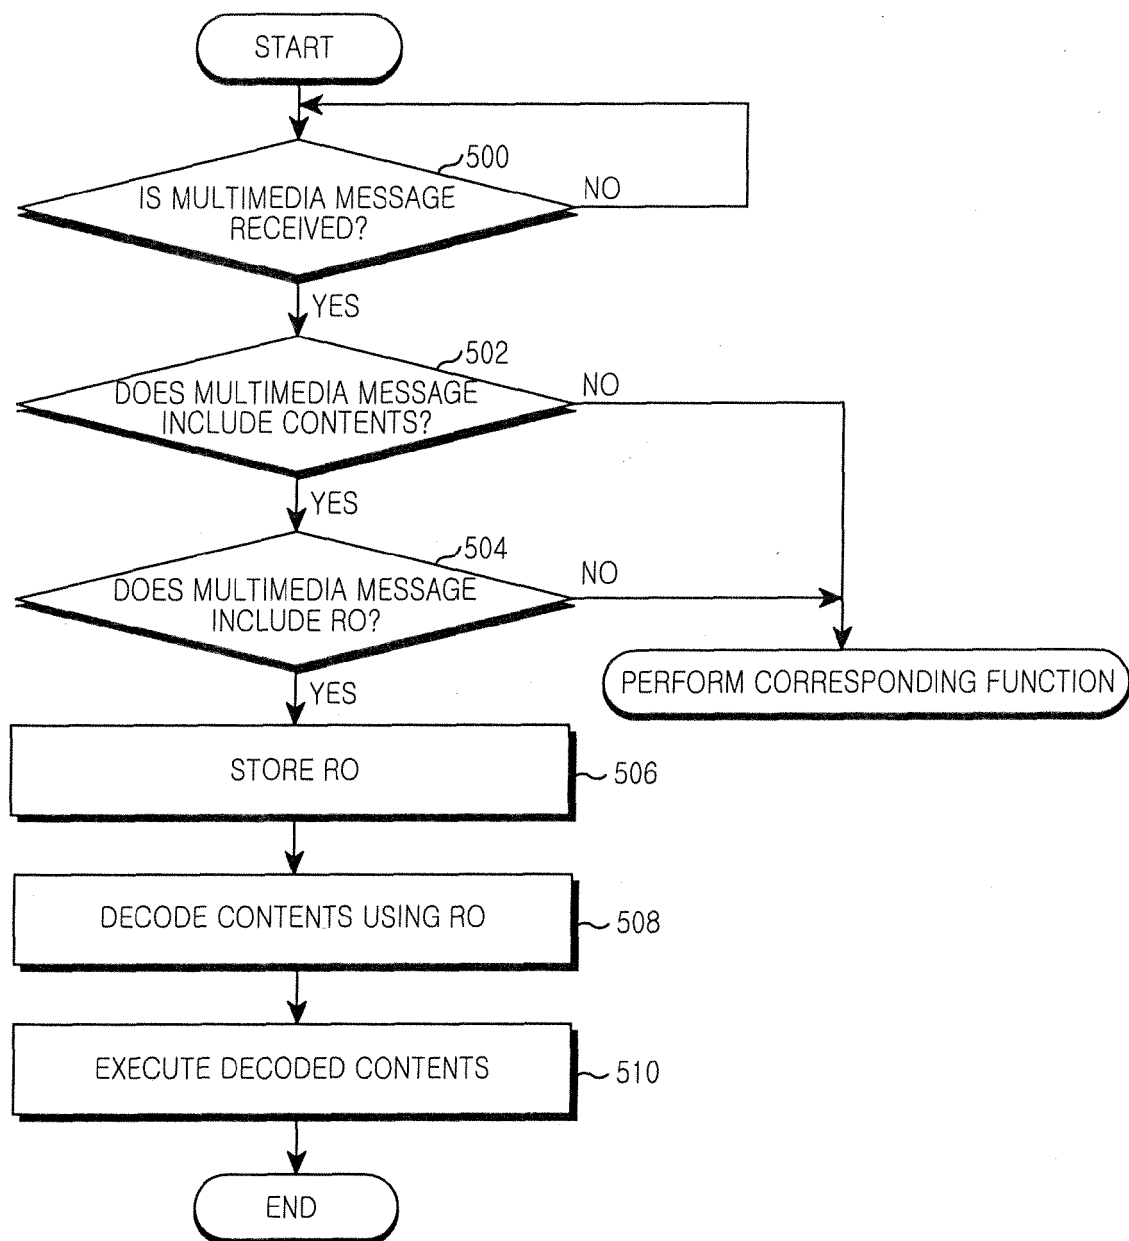 START
500
IS MULTIMEDIA MESSAGE
RECEIVED?
NO
YES
502
DOES MULTIMEDIA MESSAGE
INCLUDE CONTENTS?
NO
YES
504
DOES MULTIMEDIA MESSAGE
INCLUDE RO?
NO
YES
PERFORM CORRESPONDING FUNCTION
STORE RO
506
DECODE CONTENTS USING RO
508
EXECUTE DECODED CONTENTS
510
END